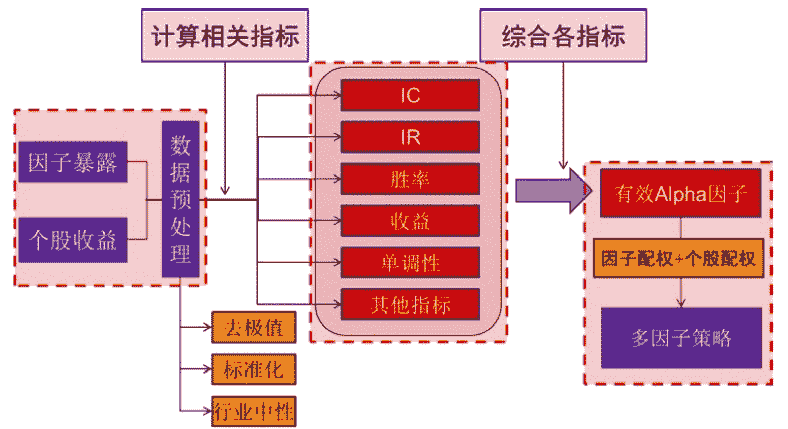 计算相关指标
综合各指标
因子暴露
个股收益
数据预处理
去极值
标准化
行业中性
IC
IR
胜率
收益
单调性
其他指标
有效Alpha因子
因子配权+个股配权
多因子策略